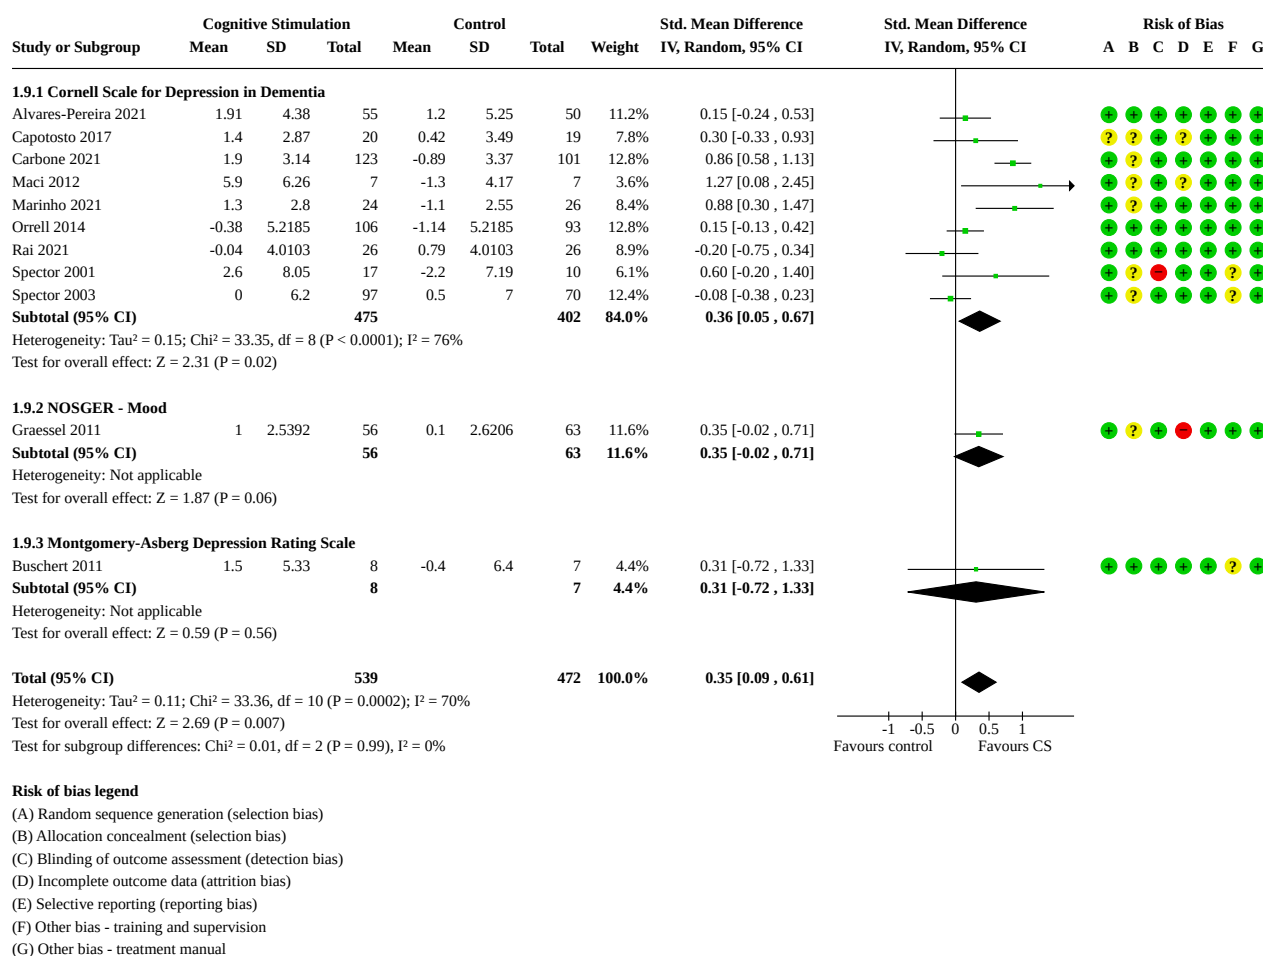 Cognitive Stimulation Control Std. Mean Difference Std. Mean Difference Risk of Bias
Study or Subgroup Mean SD Total Mean SD Total Weight IV, Random, 95% CI IV, Random, 95% CI A B C D E F G
1.9.1 Cornell Scale for Depression in Dementia
Alvares-Pereira 2021 1.91 4.38 55 1.2 5.25 50 11.2% 0.15 [-0.24 , 0.53] + + + + + + +
Capotosto 2017 1.4 2.87 20 0.42 3.49 19 7.8% 0.30 [-0.33 , 0.93] ? ? + ? + + +
Carbone 2021 1.9 3.14 123 -0.89 3.37 101 12.8% 0.86 [0.58 , 1.13] + ? + + + + +
Maci 2012 5.9 6.26 7 -1.3 4.17 7 3.6% 1.27 [0.08 , 2.45] + ? + ? + + +
Marinho 2021 1.3 2.8 24 -1.1 2.55 26 8.4% 0.88 [0.30 , 1.47] + ? + + + + +
Orrell 2014 -0.38 5.2185 106 -1.14 5.2185 93 12.8% 0.15 [-0.13 , 0.42] + + + + + + +
Rai 2021 -0.04 4.0103 26 0.79 4.0103 26 8.9% -0.20 [-0.75 , 0.34] + + + + + + +
Spector 2001 2.6 8.05 17 -2.2 7.19 10 6.1% 0.60 [-0.20 , 1.40] + ? − + + ? +
Spector 2003 0 6.2 97 0.5 7 70 12.4% -0.08 [-0.38 , 0.23] + ? + + + ? +
Subtotal (95% CI) 475 402 84.0% 0.36 [0.05 , 0.67]
Heterogeneity: Tau² = 0.15; Chi² = 33.35, df = 8 (P < 0.0001); I² = 76%
Test for overall effect: Z = 2.31 (P = 0.02)
1.9.2 NOSGER - Mood
Graessel 2011 1 2.5392 56 0.1 2.6206 63 11.6% 0.35 [-0.02 , 0.71] + ? + − + + +
Subtotal (95% CI) 56 63 11.6% 0.35 [-0.02 , 0.71]
Heterogeneity: Not applicable
Test for overall effect: Z = 1.87 (P = 0.06)
1.9.3 Montgomery-Asberg Depression Rating Scale
Buschert 2011 1.5 5.33 8 -0.4 6.4 7 4.4% 0.31 [-0.72 , 1.33] + + + + + ? +
Subtotal (95% CI) 8 7 4.4% 0.31 [-0.72 , 1.33]
Heterogeneity: Not applicable
Test for overall effect: Z = 0.59 (P = 0.56)
Total (95% CI) 539 472 100.0% 0.35 [0.09 , 0.61]
Heterogeneity: Tau² = 0.11; Chi² = 33.36, df = 10 (P = 0.0002); I² = 70%
Test for overall effect: Z = 2.69 (P = 0.007)
-1 -0.5 0 0.5 1
Test for subgroup differences: Chi² = 0.01, df = 2 (P = 0.99), I² = 0%
Favours control Favours CS
Risk of bias legend
(A) Random sequence generation (selection bias)
(B) Allocation concealment (selection bias)
(C) Blinding of outcome assessment (detection bias)
(D) Incomplete outcome data (attrition bias)
(E) Selective reporting (reporting bias)
(F) Other bias - training and supervision
(G) Other bias - treatment manual